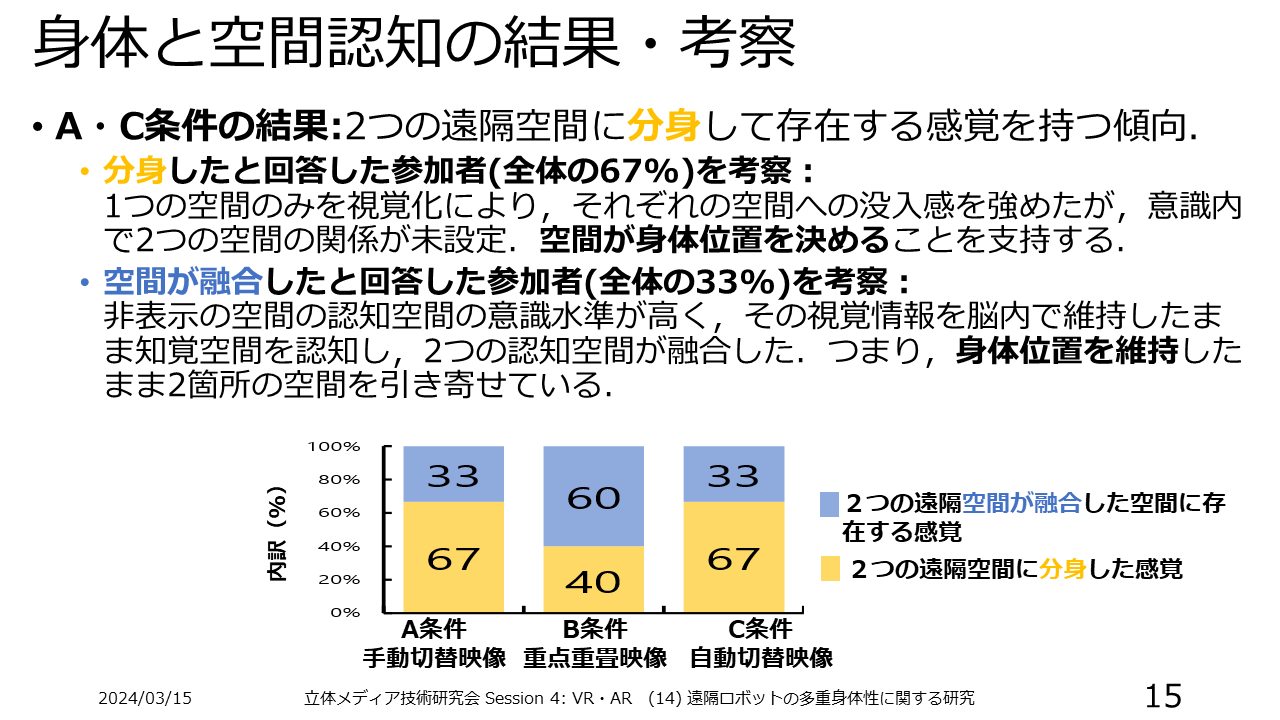 身体と空間認知の結果・考察
• A・C条件の結果:2つの遠隔空間に分身して存在する感覚を持つ傾向.
• 分身したと回答した参加者(全体の67%)を考察：
1つの空間のみを視覚化により，それぞれの空間への没入感を強めたが，意識内
で2つの空間の関係が未設定．空間が身体位置を決めることを支持する．
• 空間が融合したと回答した参加者(全体の33%)を考察：
非表示の空間の認知空間の意識水準が高く，その視覚情報を脳内で維持したま
ま知覚空間を認知し，2つの認知空間が融合した．つまり，身体位置を維持した
まま2箇所の空間を引き寄せている．
内訳（%）
100%
80%
60%
40%
20%
0%
33
67
60
40
33
67
A条件
手動切替映像
B条件
重点重畳映像
C条件
自動切替映像
２つの遠隔空間が融合した空間に存
在する感覚
２つの遠隔空間に分身した感覚
2024/03/15
立体メディア技術研究会 Session 4: VR・AR (14) 遠隔ロボットの多重身体性に関する研究
15